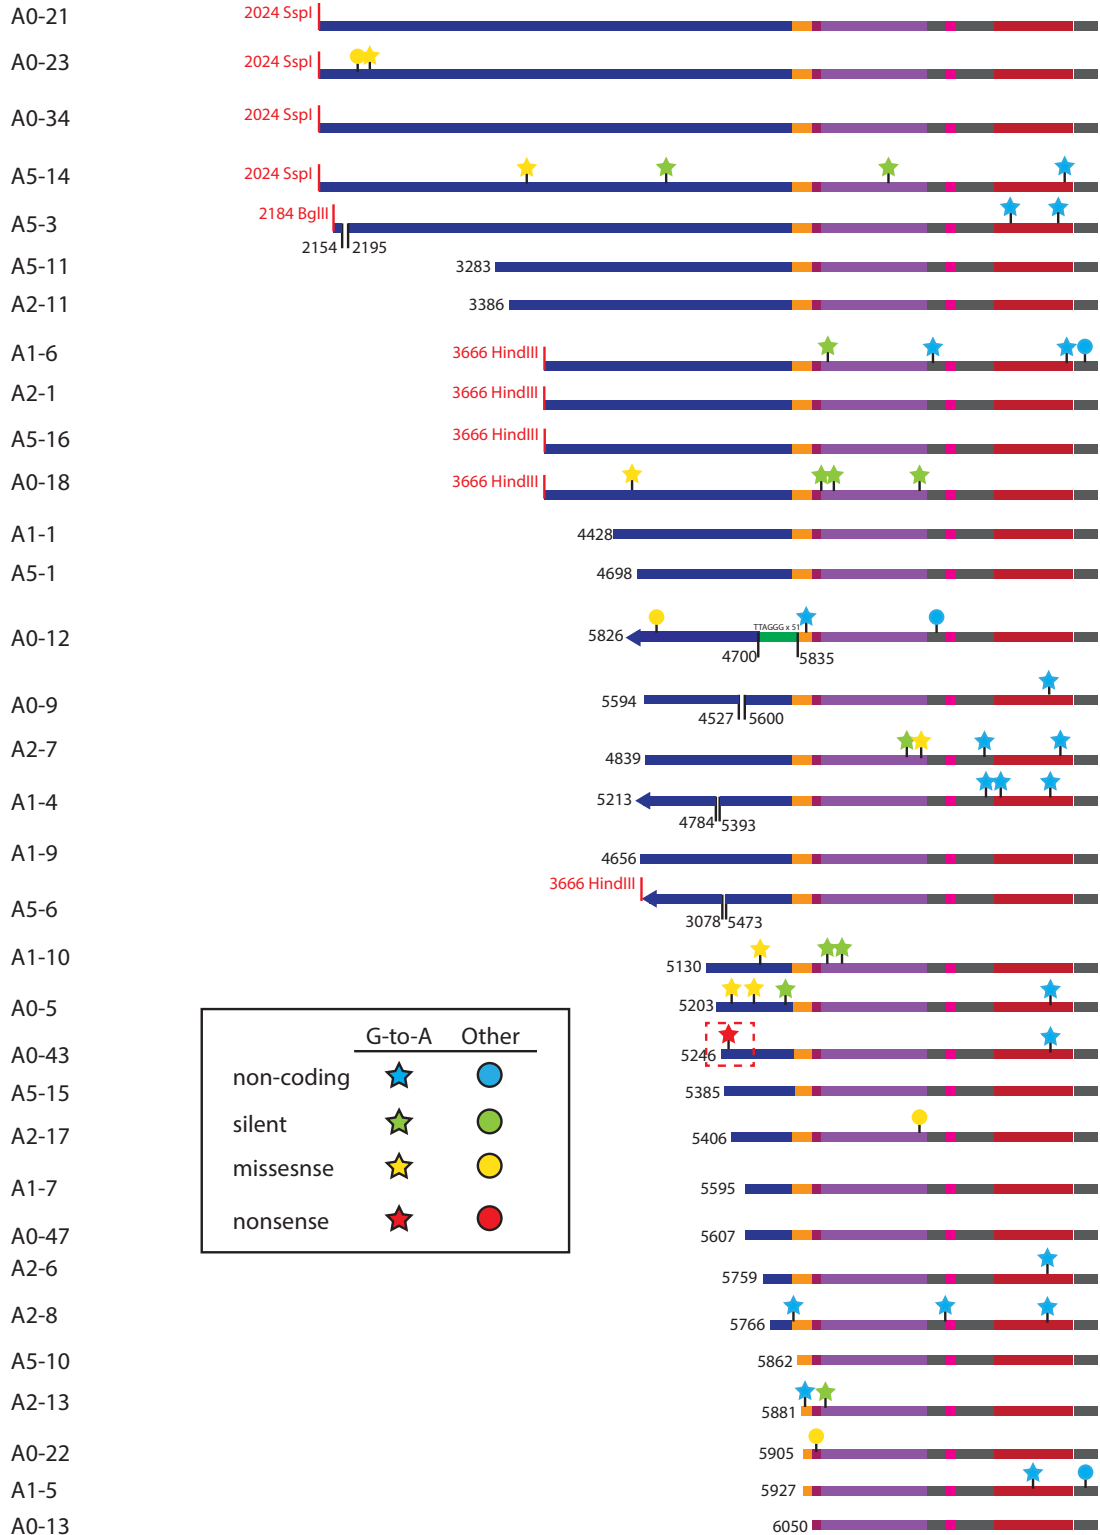 A0-21 2024 SspI
A0-23 2024 SspI
A0-34 2024 SspI
A5-14 2024 SspI
A5-3 2184 BglII
2154 2195
A5-11 3283
A2-11 3386
A1-6 3666 HindIII
A2-1 3666 HindIII
A5-16 3666 HindIII
A0-18 3666 HindIII
A1-1 4428
A5-1 4698
A0-12 5826 TTAGGG x 51
4700 5835
A0-9 5594
4527 5600
A2-7 4839
A1-4 5213
4784 5393
A1-9 4656
A5-6 3666 HindIII
3078 5473
A1-10 5130
A0-5 5203
A0-43 5246
A5-15 5385
A2-17 5406
A1-7 5595
A0-47 5607
A2-6 5759
A2-8 5766
A5-10 5862
A2-13 5881
A0-22 5905
A1-5 5927
A0-13 6050
G-to-A Other
non-coding
silent
missesnse
nonsense